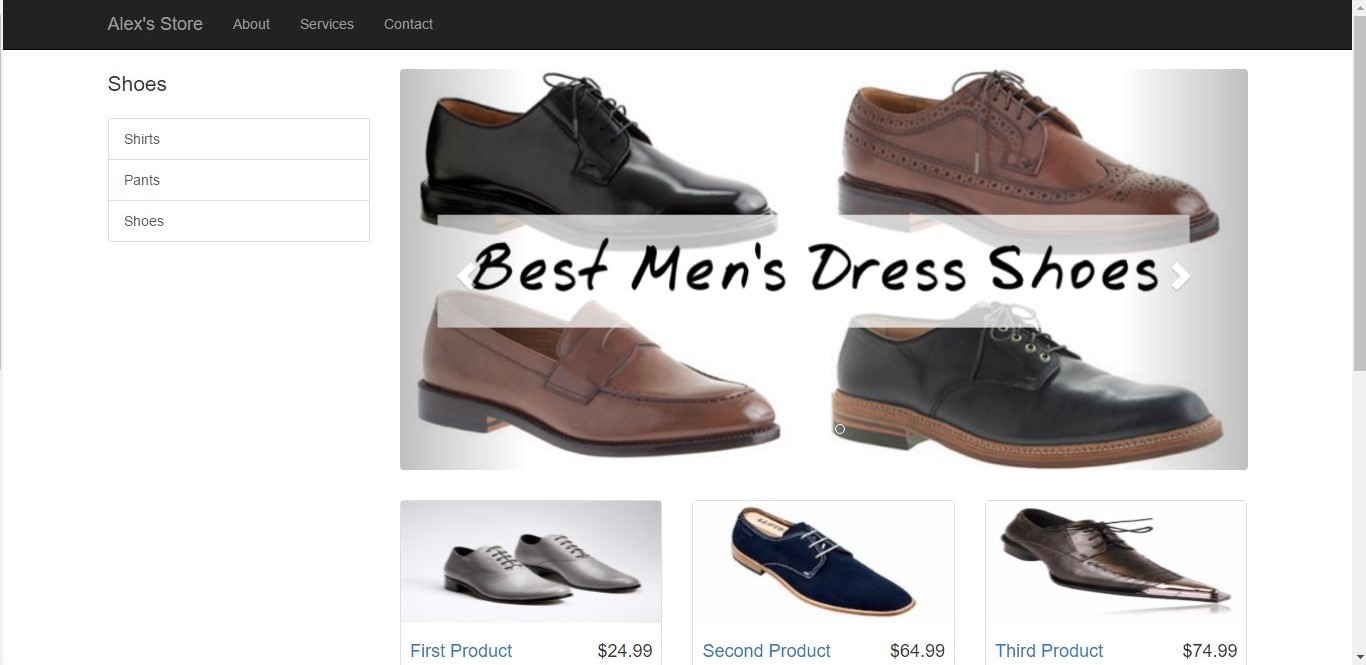 Alex's Store About Services Contact
Shoes
Shirts
Pants
Shoes
Best Men's Dress Shoes
First Product $24.99
Second Product $64.99
Third Product $74.99